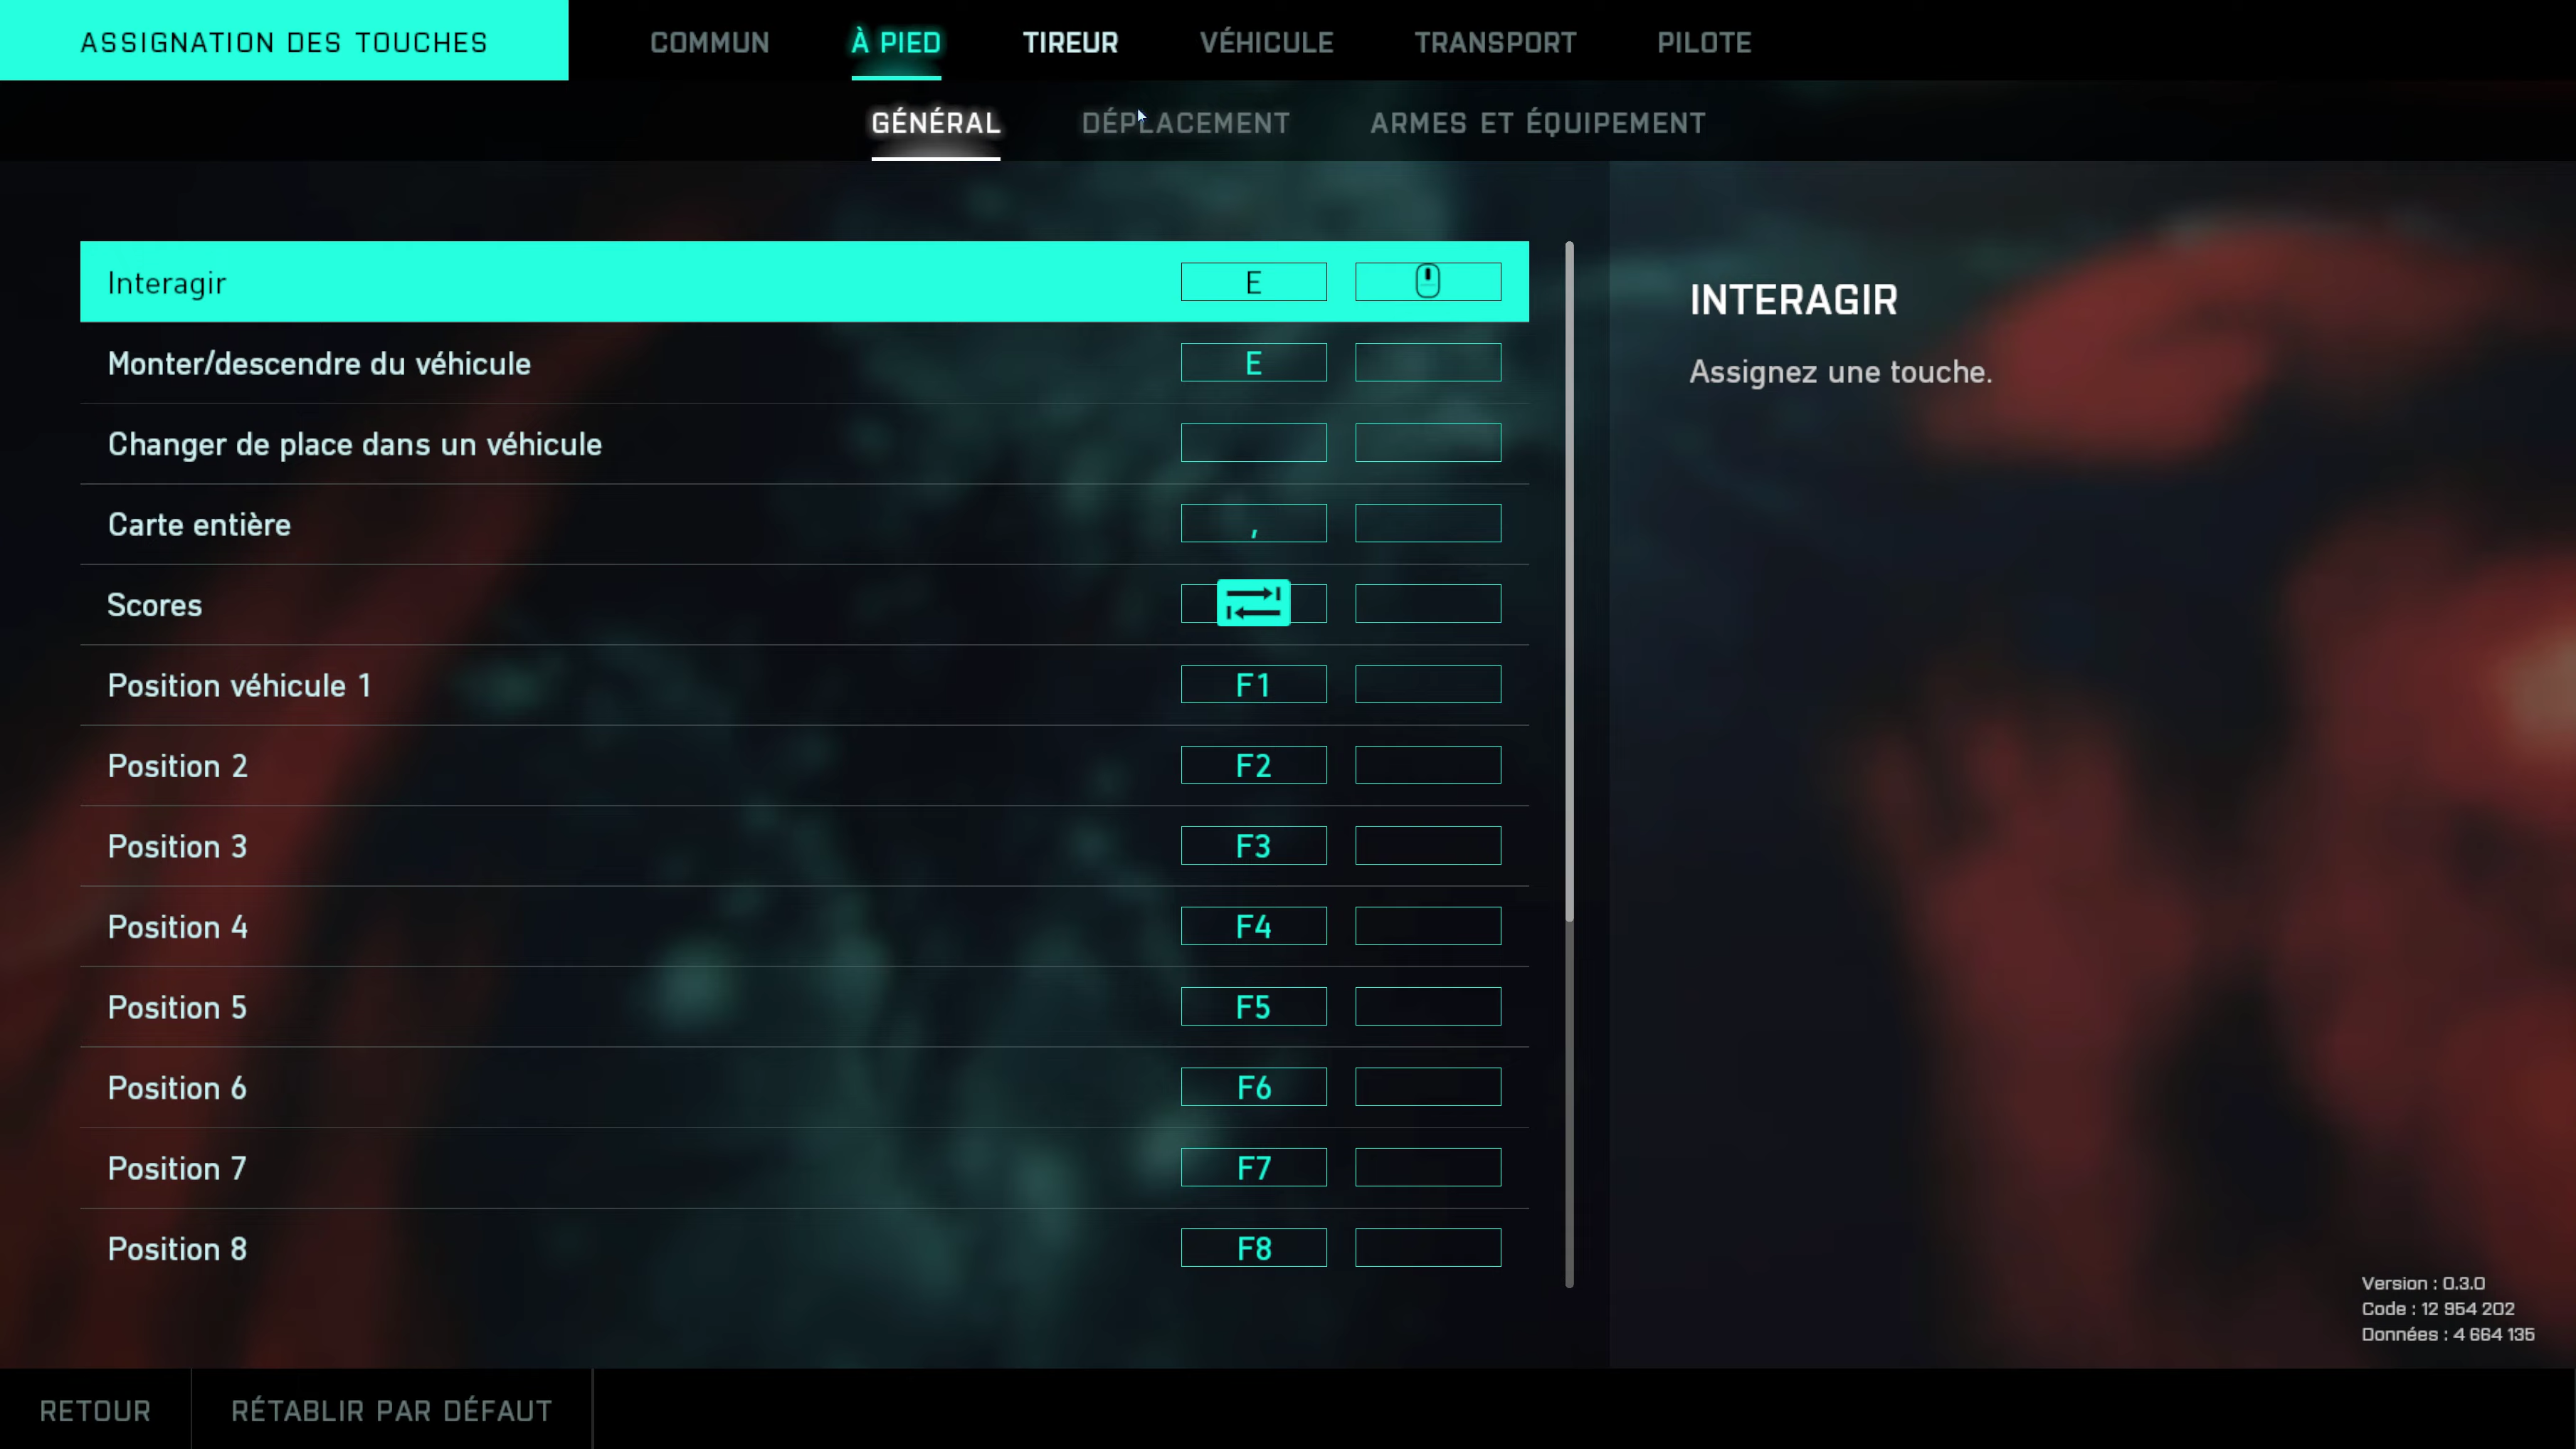 ASSIGNATION DES TOUCHES
COMMUN À PIED TIREUR VÉHICULE TRANSPORT PILOTE
GÉNÉRAL DÉPLACEMENT ARMES ET ÉQUIPEMENT
Interagir E
Monter/descendre du véhicule E
Changer de place dans un véhicule
Carte entière ,
Scores
Position véhicule 1 F1
Position 2 F2
Position 3 F3
Position 4 F4
Position 5 F5
Position 6 F6
Position 7 F7
Position 8 F8
INTERAGIR
Assignez une touche.
Version : 0.3.0
Code : 12 954 202
Données : 4 664 135
RETOUR RÉTABLIR PAR DÉFAUT